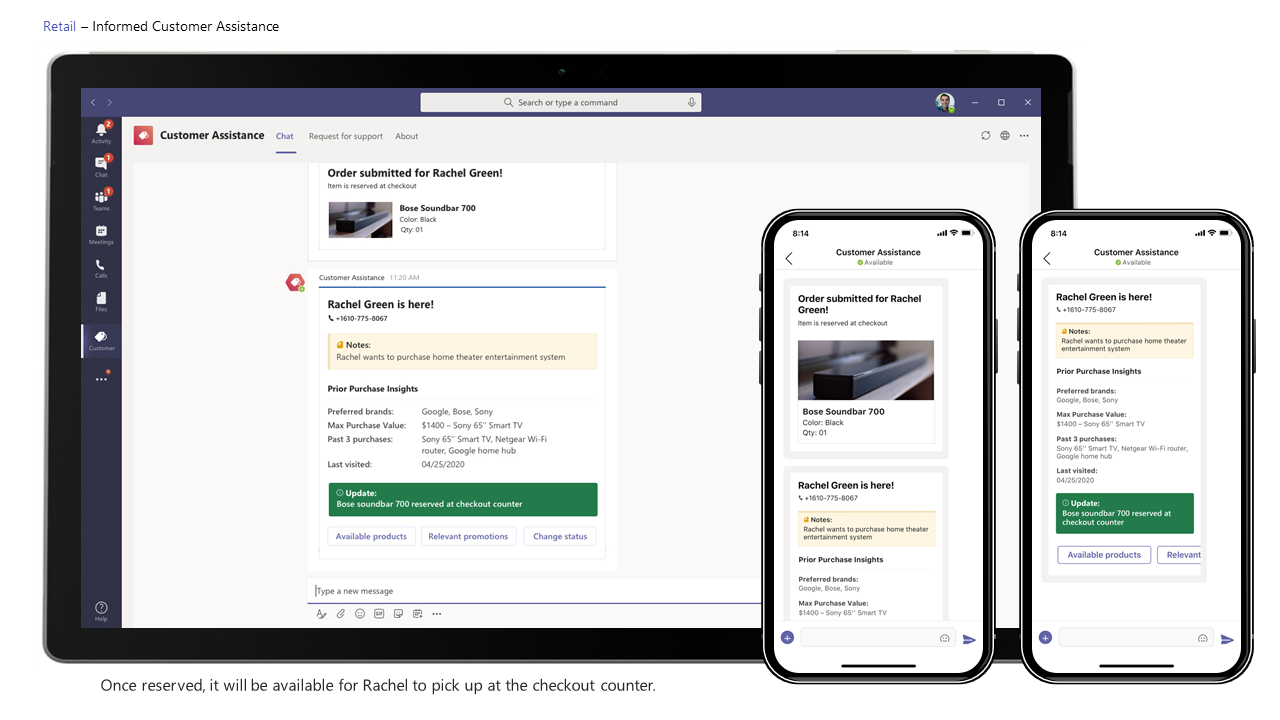 Retail – Informed Customer Assistance
Search or type a command
Activity
2
Chat
1
Teams
1
Meetings
Calls
Files
Customer
Help
Customer Assistance
Chat
Request for support
About
Order submitted for Rachel Green!
Item is reserved at checkout
Bose Soundbar 700
Color: Black
Qty: 01
Customer Assistance 11:20 AM
Rachel Green is here!
+1610-775-8067
Notes:
Rachel wants to purchase home theater entertainment system
Prior Purchase Insights
Preferred brands: Google, Bose, Sony
Max Purchase Value: $1400 – Sony 65’’ Smart TV
Past 3 purchases: Sony 65’’ Smart TV, Netgear Wi-Fi
router, Google home hub
Last visited: 04/25/2020
Update:
Bose soundbar 700 reserved at checkout counter
Available products Relevant promotions Change status
Type a new message
GIF
8:14
Customer Assistance
Available
Order submitted for Rachel
Green!
Item is reserved at checkout
Bose Soundbar 700
Color: Black
Qty: 01
Rachel Green is here!
+1610-775-8067
Notes:
Rachel wants to purchase home theater
entertainment system
Prior Purchase Insights
Preferred brands:
Google, Bose, Sony
Max Purchase Value:
$1400 – Sony 65’’ Smart TV
8:14
Customer Assistance
Available
Rachel Green is here!
+1610-775-8067
Notes:
Rachel wants to purchase home theater
entertainment system
Prior Purchase Insights
Preferred brands:
Google, Bose, Sony
Max Purchase Value:
$1400 – Sony 65’’ Smart TV
Past 3 purchases:
Sony 65’’ Smart TV, Netgear Wi-Fi router,
Google home hub
Last visited:
04/25/2020
Update:
Bose soundbar 700 reserved at
checkout counter
Available products Relevant
Once reserved, it will be available for Rachel to pick up at the checkout counter.